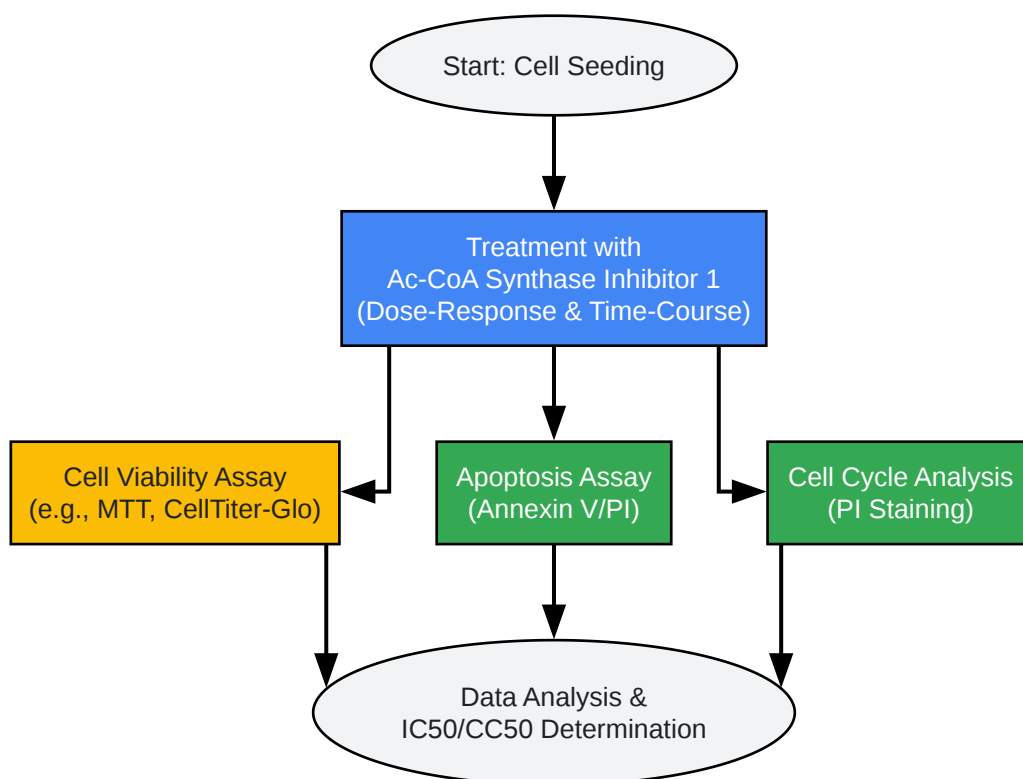 Start: Cell Seeding
Treatment with
Ac-CoA Synthase Inhibitor 1
(Dose-Response & Time-Course)
Cell Viability Assay
(e.g., MTT, CellTiter-Glo)
Apoptosis Assay
(Annexin V/PI)
Cell Cycle Analysis
(PI Staining)
Data Analysis &
IC50/CC50 Determination